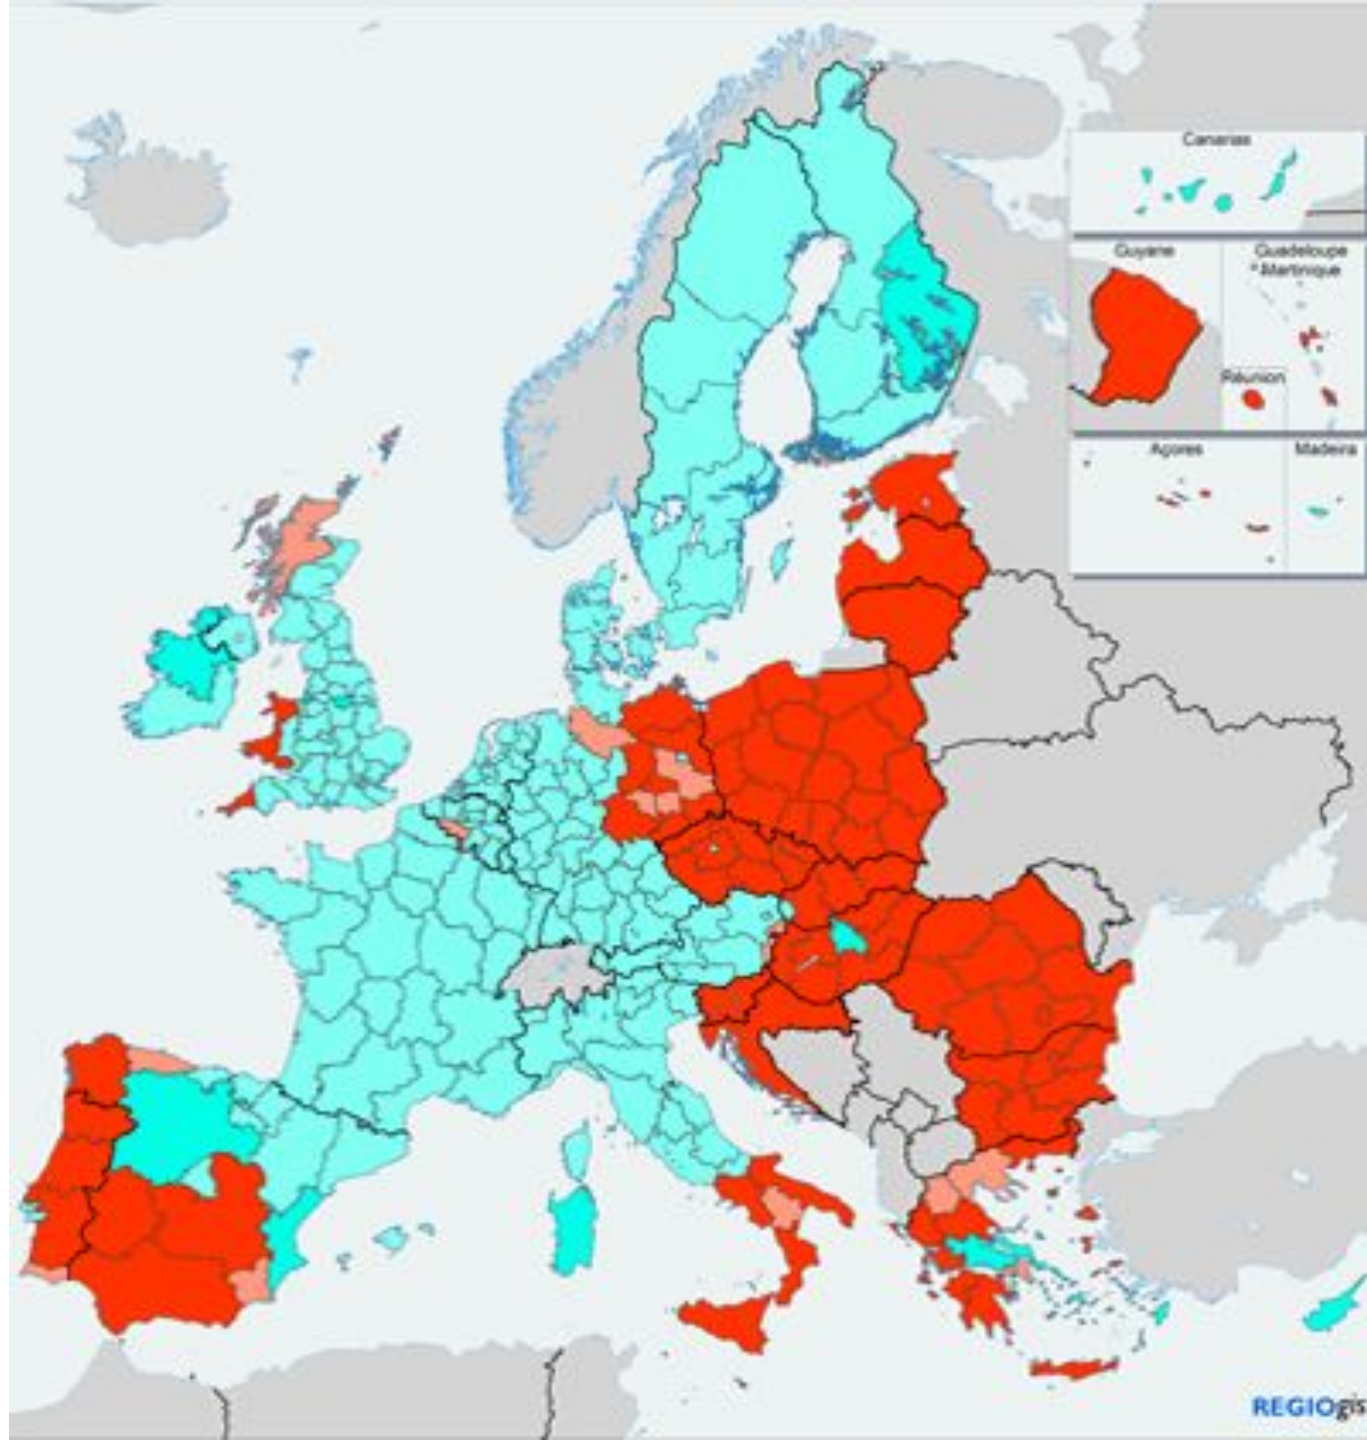 Canarias
Guyane
Guadeloupe
Martinique
Réunion
Açores
Madeira
REGIOgis